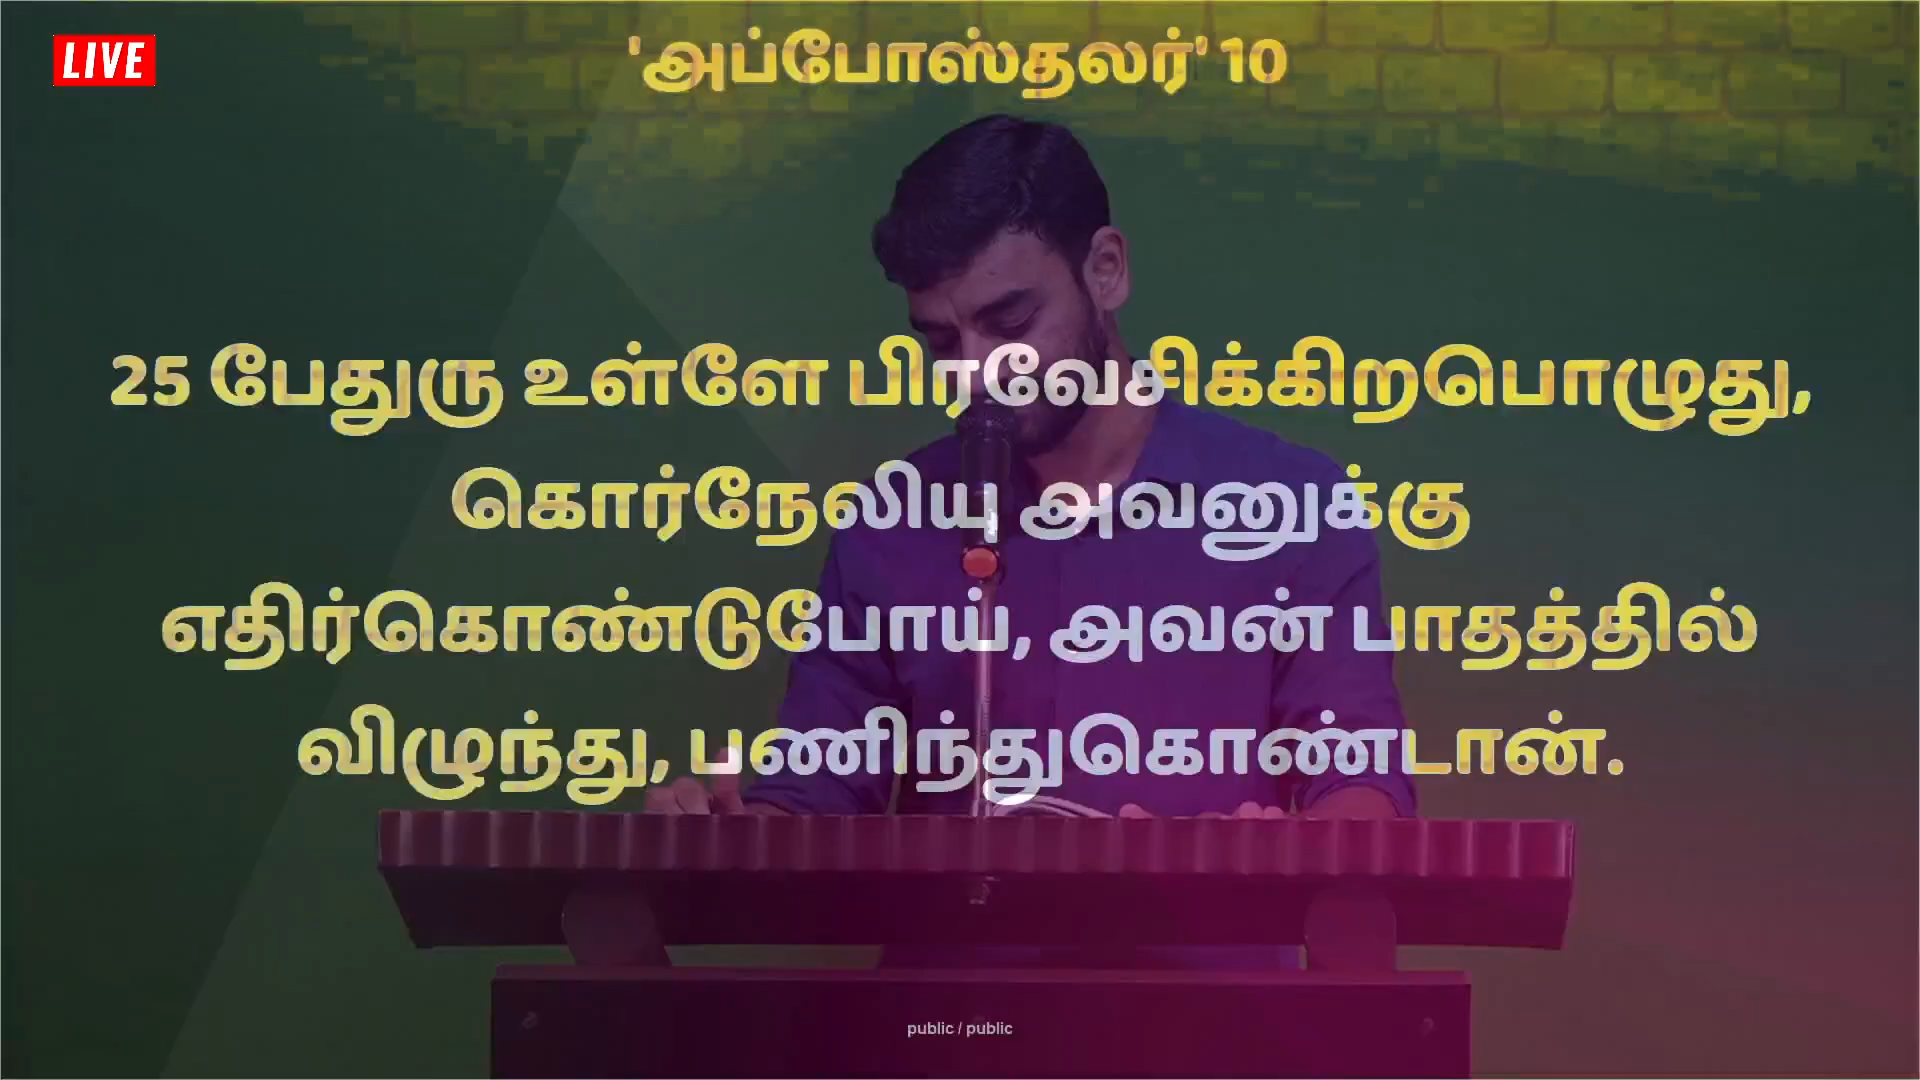 LIVE
'அப்போஸ்தலர்' 10
25 பேதுரு உள்ளே பிரவேசிக்கிறபொழுது,
கொர்நேலியு அவனுக்கு
எதிர்கொண்டுபோய், அவன் பாதத்தில்
விழுந்து, பணிந்துகொண்டான்.
public / public